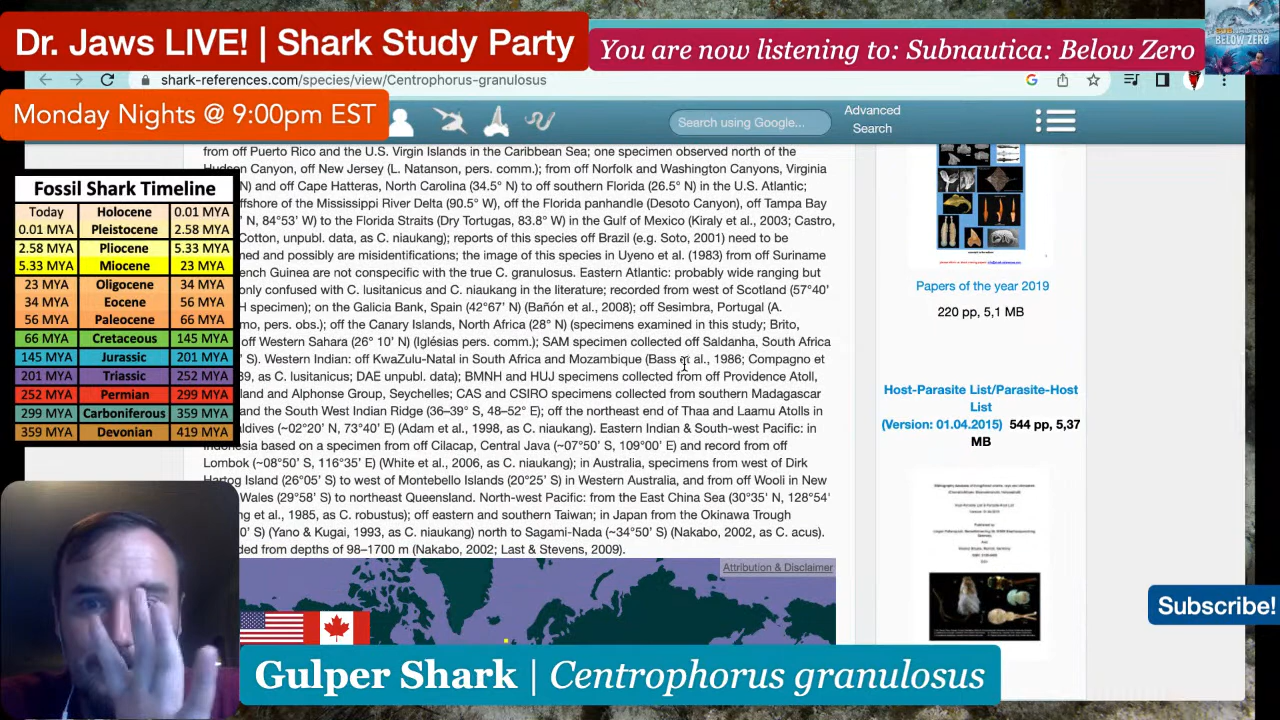 Dr. Jaws LIVE! | Shark Study Party
You are now listening to: Subnautica: Below Zero
BELOW ZERO
shark-references.com/species/view/Centrophorus-granulosus
Monday Nights @ 9:00pm EST
Search using Google...
Advanced
Search
Fossil Shark Timeline
Today Holocene 0.01 MYA
0.01 MYA Pleistocene 2.58 MYA
2.58 MYA Pliocene 5.33 MYA
5.33 MYA Miocene 23 MYA
23 MYA Oligocene 34 MYA
34 MYA Eocene 56 MYA
56 MYA Paleocene 66 MYA
66 MYA Cretaceous 145 MYA
145 MYA Jurassic 201 MYA
201 MYA Triassic 252 MYA
252 MYA Permian 299 MYA
299 MYA Carboniferous 359 MYA
359 MYA Devonian 419 MYA
from off Puerto Rico and the U.S. Virgin Islands in the Caribbean Sea; one specimen observed north of the
Hudson Canyon, off New Jersey (L. Natanson, pers. comm.); from Norfolk and Washington Canyons, Virginia
N) and off Cape Hatteras, North Carolina (34.5° N) to off southern Florida (26.5° N) in the U.S. Atlantic;
offshore of the Mississippi River Delta (90.5° W), off the Florida panhandle (Desoto Canyon), off Tampa Bay
° N, 84°53' W) to the Florida Straits (Dry Tortugas, 83.8° W) in the Gulf of Mexico (Kiraly et al., 2003; Castro,
Cotton, unpubl. data, as C. niaukang); reports of this species off Brazil (e.g. Soto, 2001) need to be
and possibly are misidentifications; the image of this species in Uyeno et al. (1983) from off Suriname
are not considered to be the true C. granulosus. Eastern Atlantic: probably wide ranging but
only confused with C. lusitanicus and C. niaukang in the literature; recorded from west of Scotland (57°40'
specimen); on the Galicia Bank, Spain (42°67' N) (Bañón et al., 2008); off Sesimbra, Portugal (A.
pers. obs.); off the Canary Islands, North Africa (28° N) (specimens examined in this study; Brito,
off Western Sahara (26° 10' N) (Iglésias pers. comm.); SAM specimen collected off Saldanha, South Africa
S). Western Indian: off KwaZulu-Natal in South Africa and Mozambique (Bass et al., 1986; Compagno et
as C. lusitanicus; DAE unpubl. data); BMNH and HUJ specimens collected from off Providence Atoll,
and Alphonse Group, Seychelles; CAS and CSIRO specimens collected from southern Madagascar
and the South West Indian Ridge (36–39° S, 48–52° E); off the northeast end of Thaa and Laamu Atolls in
(~02°20' N, 73°40' E) (Adam et al., 1998, as C. niaukang). Eastern Indian & South-west Pacific: in
Indonesia based on a specimen from off Cilacap, Central Java (~07°50' S, 109°00' E) and record from off
Lombok (~08°50' S, 116°35' E) (White et al., 2006, as C. niaukang); in Australia, specimens from west of Dirk
Hartog Island (26°05' S) to west of Montebello Islands (20°25' S) in Western Australia, and from off Wooli in New
Wales (29°58' S) to northeast Queensland. North-west Pacific: from the East China Sea (30°35' N, 128°54'
as C. robustus); off eastern and southern Taiwan; in Japan from the Okinawa Trough
1993, as C. niaukang) north to Sagami-Nada (~34°50' S) (Nakabo, 2002, as C. acus).
from depths of 98–1700 m (Nakabo, 2002; Last & Stevens, 2009).
Attribution & Disclaimer
Papers of the year 2019
220 pp, 5,1 MB
Host-Parasite List/Parasite-Host
List
(Version: 01.04.2015) 544 pp, 5,37
MB
Subscribe!
Gulper Shark | Centrophorus granulosus